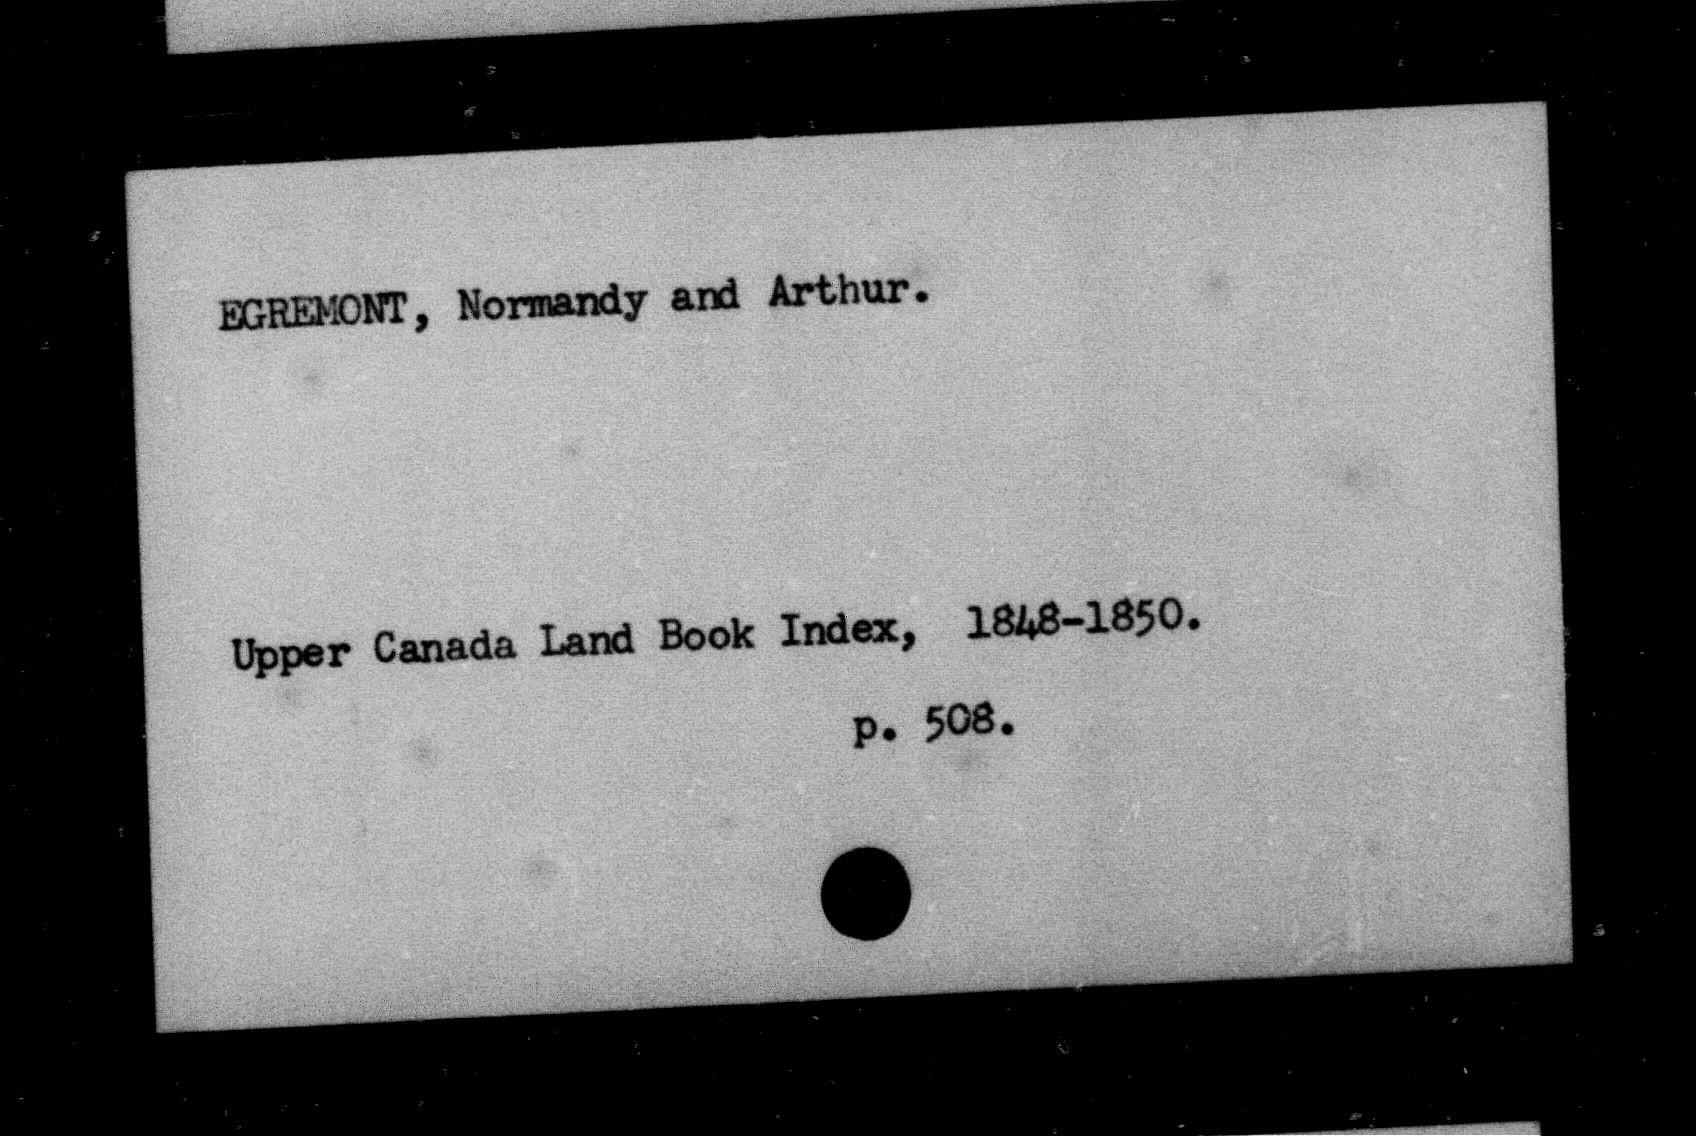 EGREMONT, Normandy and Arthur.
Upper Canada Land Book Index, 1848-1850.
p. 508.